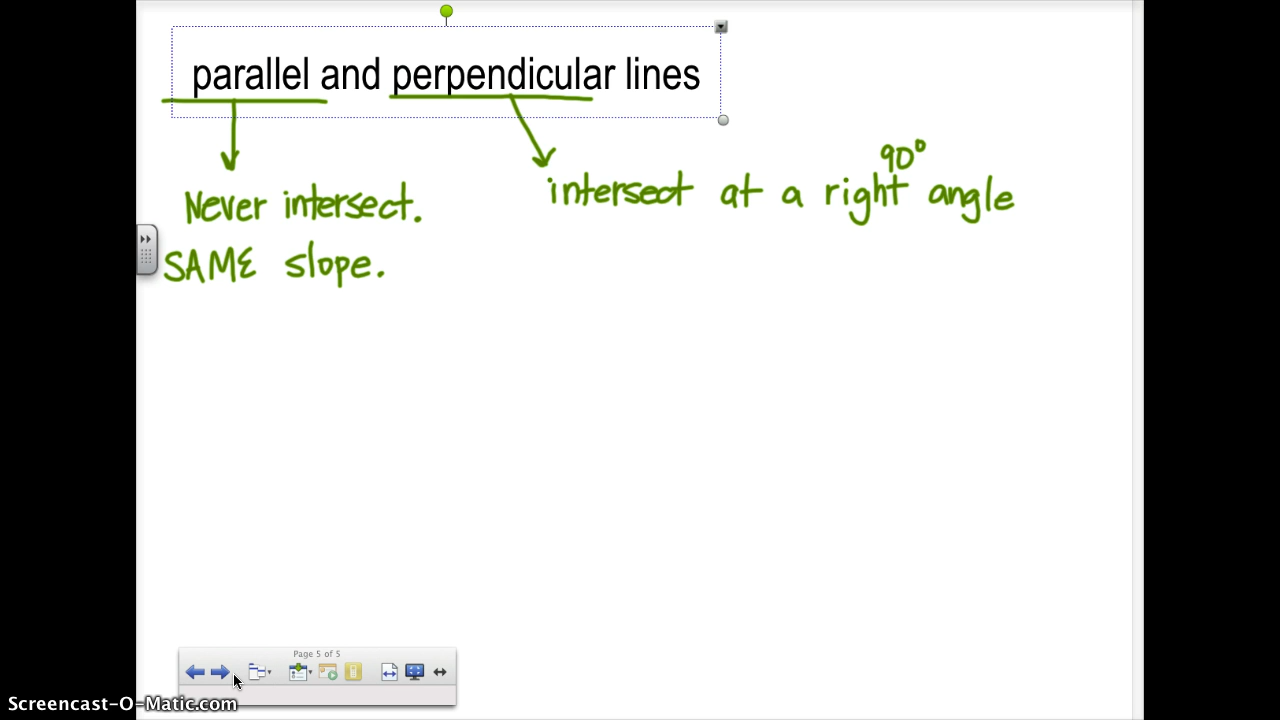 parallel and perpendicular lines
90°
Never intersect.
intersect at a right angle
SAME slope.
Page 5 of 5
Screencast-O-Matic.com